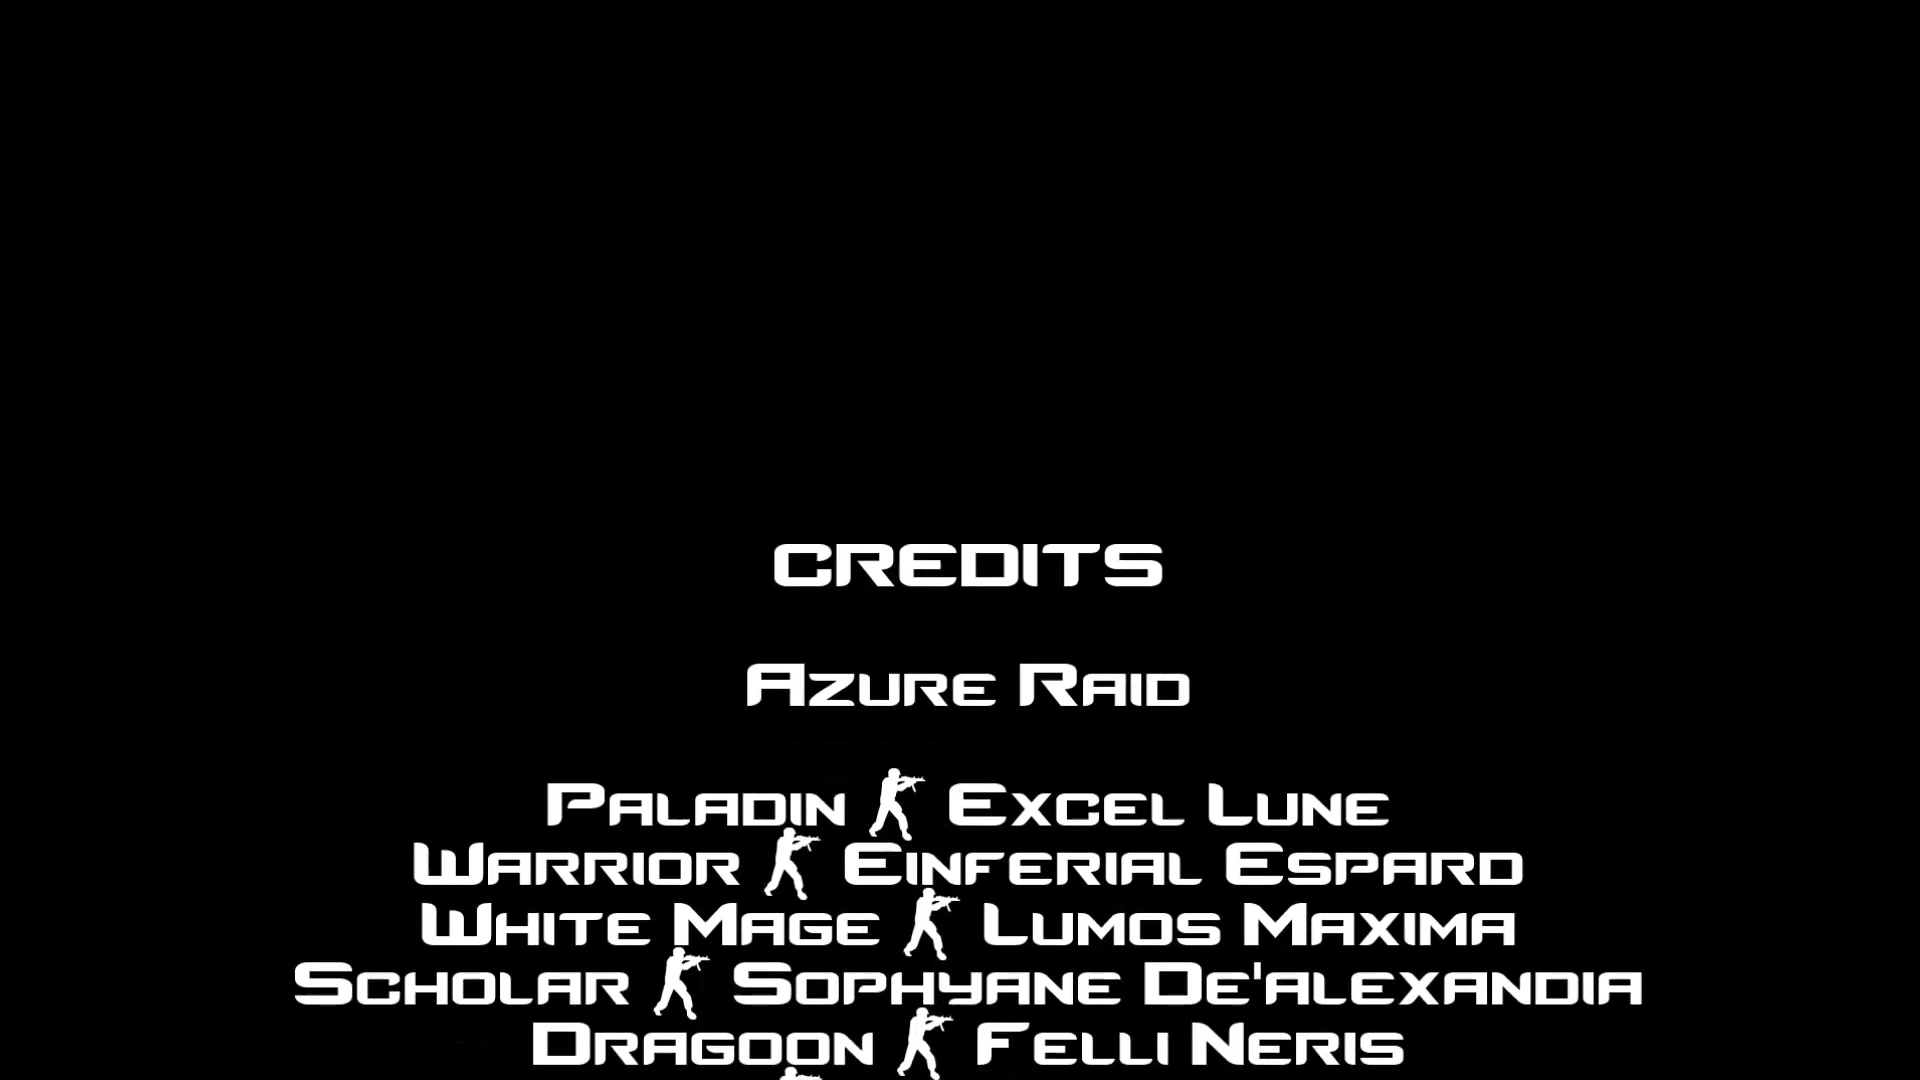 CREDITS
Azure Raid
Paladin Excel Lune
Warrior Einferial Espard
White Mage Lumos Maxima
Scholar Sophyane De'alexandia
Dragoon Felli Neris